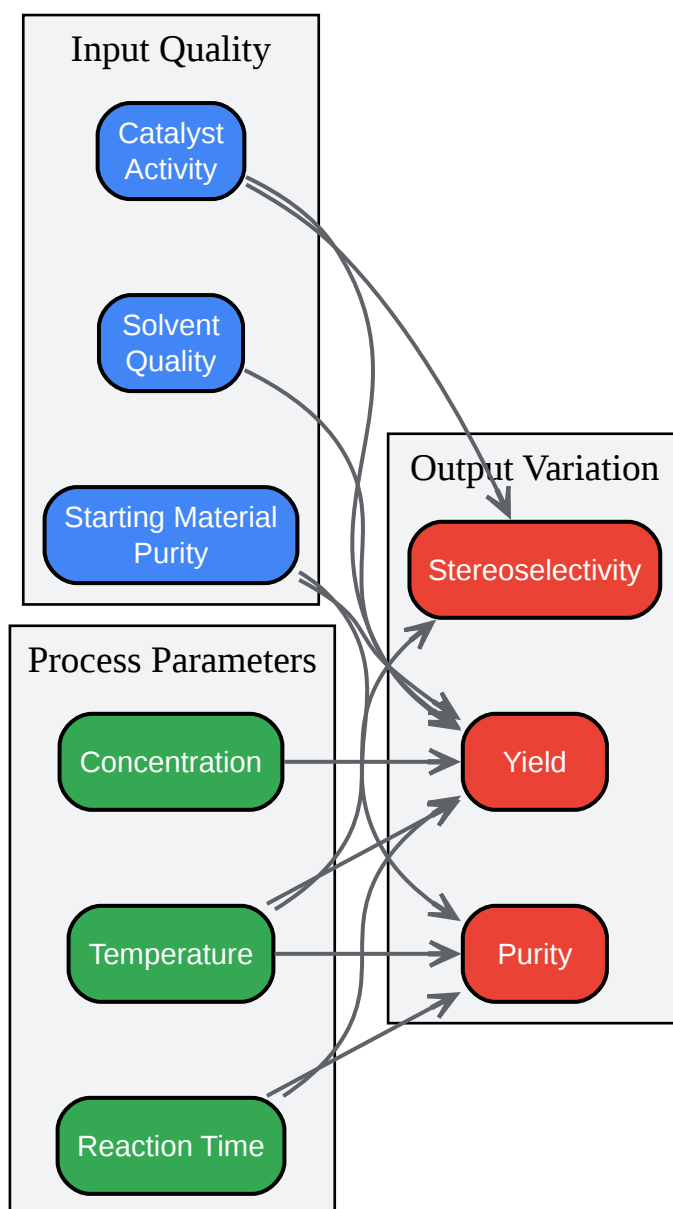 Input Quality
Catalyst
Activity
Solvent
Quality
Starting Material
Purity
Output Variation
Stereoselectivity
Yield
Purity
Process Parameters
Concentration
Temperature
Reaction Time